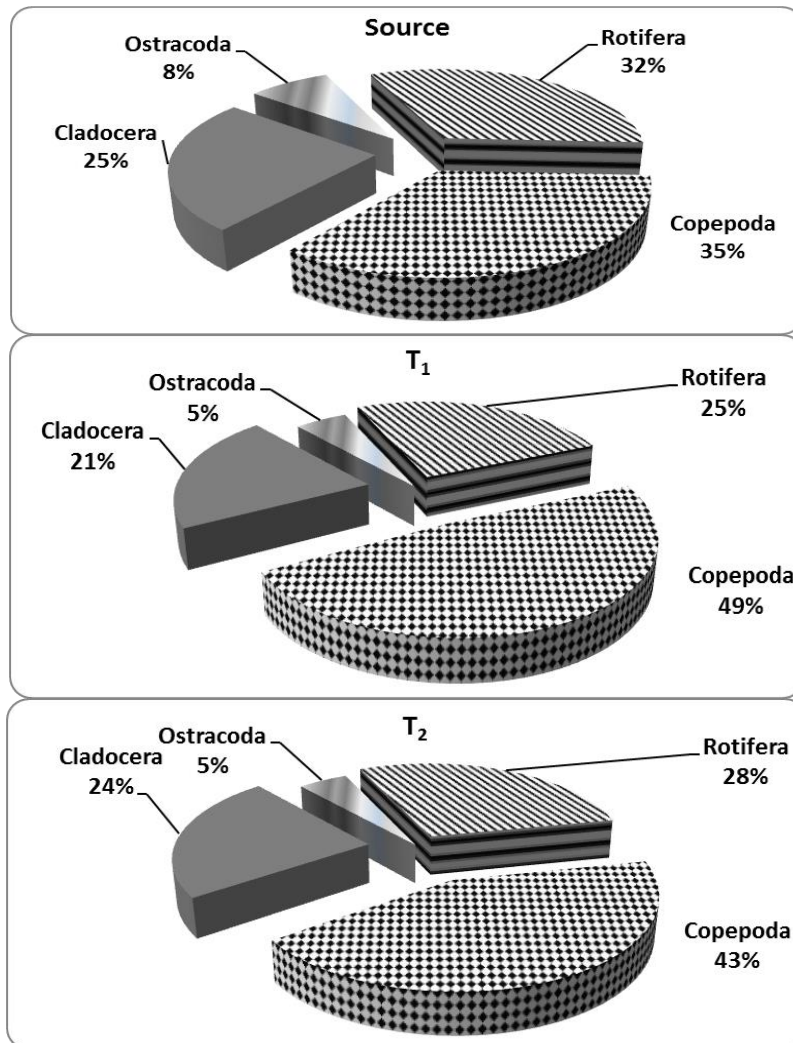 Source
Ostracoda
8%
Rotifera
32%
Cladocera
25%
Copepoda
35%
T₁
Ostracoda
5%
Rotifera
25%
Cladocera
21%
Copepoda
49%
T₂
Ostracoda
5%
Rotifera
28%
Cladocera
24%
Copepoda
43%